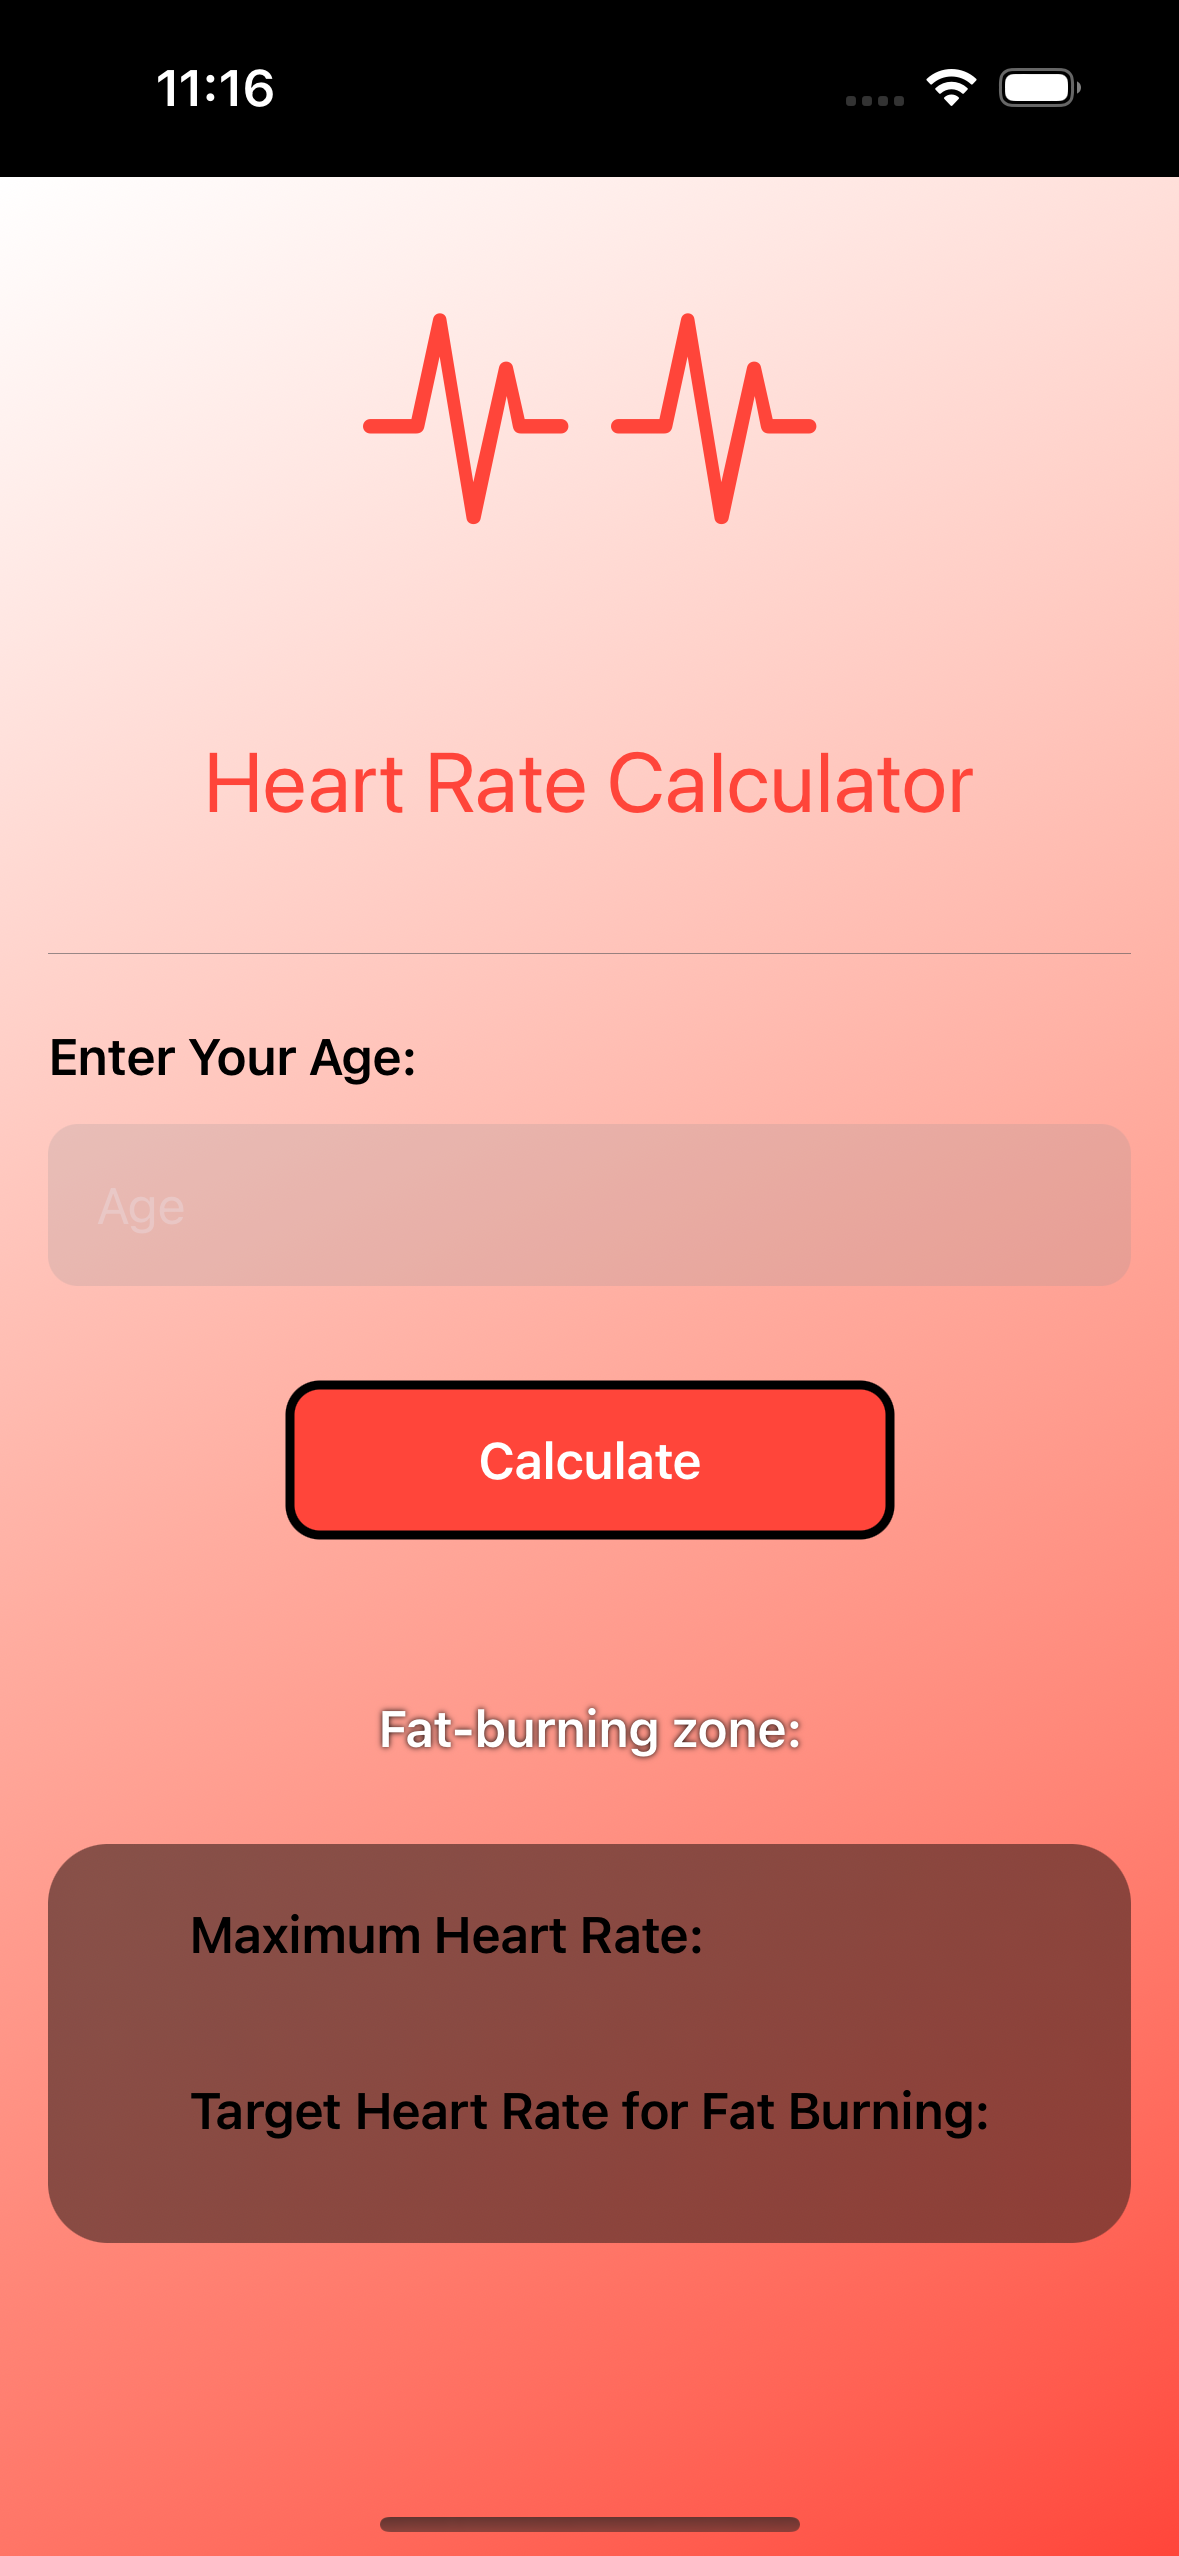 11:16
Heart Rate Calculator
Enter Your Age:
Age
Calculate
Fat-burning zone:
Maximum Heart Rate:
Target Heart Rate for Fat Burning: